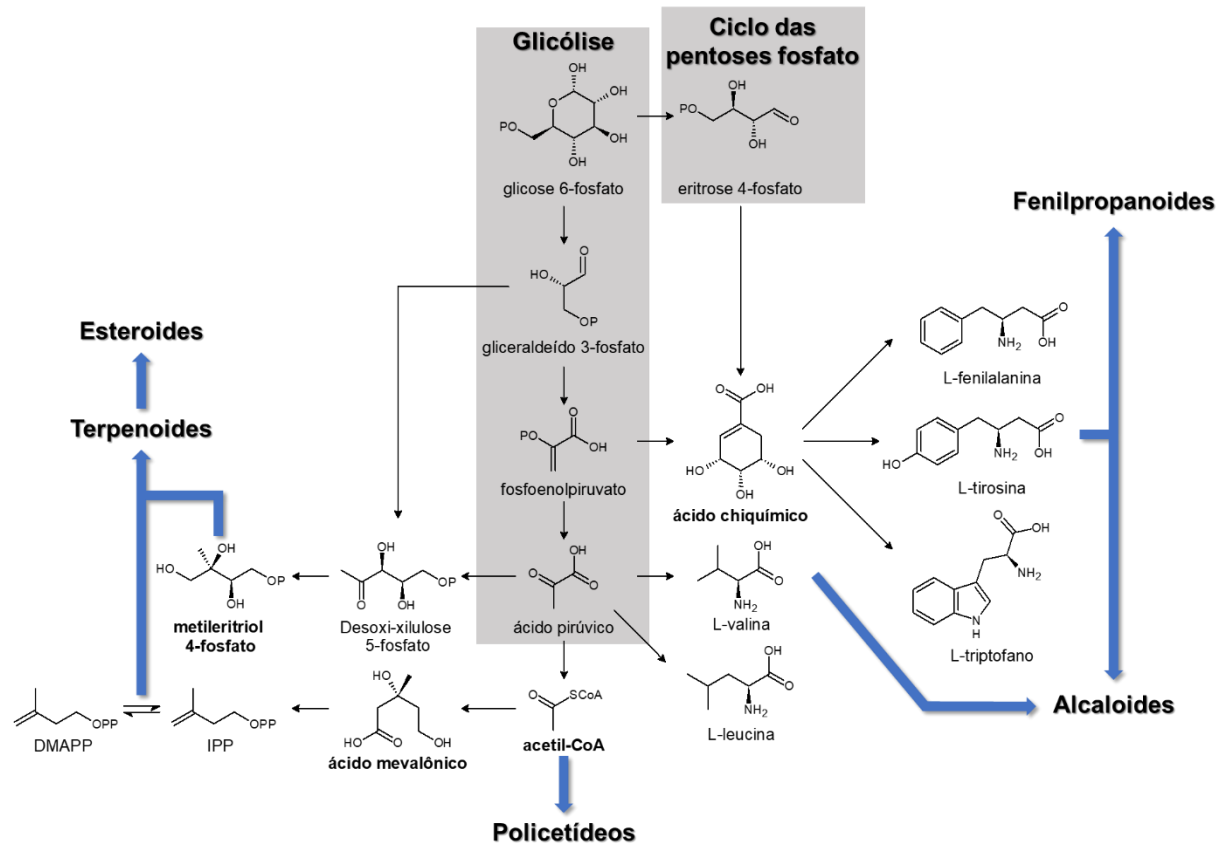 Glicólise
Ciclo das
pentoses fosfato
OH
OH
O
PO
OH
OH
glicose 6-fosfato
OH
PO
O
OH
eritrose 4-fosfato
Fenilpropanoides
O
HO
OP
gliceraldeído 3-fosfato
Esteroides
Terpenoides
O
PO
OH
fosfoenolpiruvato
O
OH
HO
OH
OH
ácido chiquímico
O
NH2
OH
L-fenilalanina
O
HO
NH2
OH
L-tirosina
O
OH
NH2
N
H
L-triptofano
OH
HO
OP
OH
metileritriol
4-fosfato
OH
OP
O
OH
Desoxi-xilulose
5-fosfato
OH
O
O
ácido pirúvico
OH
O
NH2
L-valina
OH
O
NH2
L-leucina
Alcaloides
OPP
DMAPP
OPP
IPP
HO
HO
O
OH
ácido mevalônico
O
SCoA
acetil-CoA
Policetídeos